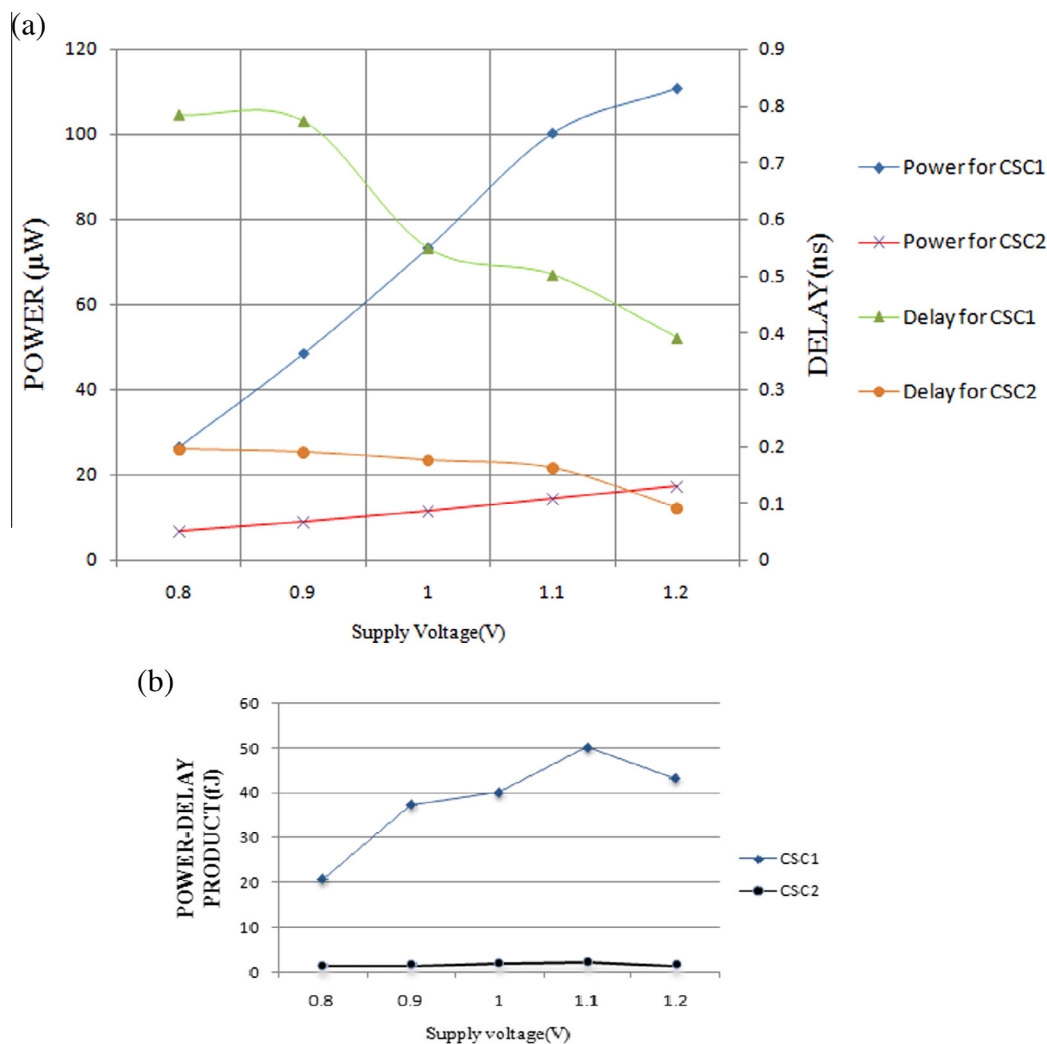 (a)
120
100
80
60
40
20
0
POWER (µW)
0.9
0.8
0.7
0.6
0.5
0.4
0.3
0.2
0.1
0
DELAY(ns)
0.8 0.9 1 1.1 1.2
Supply Voltage(V)
Power for CSC1
Power for CSC2
Delay for CSC1
Delay for CSC2
(b)
60
50
40
30
20
10
0
POWER-DELAY
PRODUCT(fJ)
0.8 0.9 1 1.1 1.2
Supply voltage(V)
CSC1
CSC2